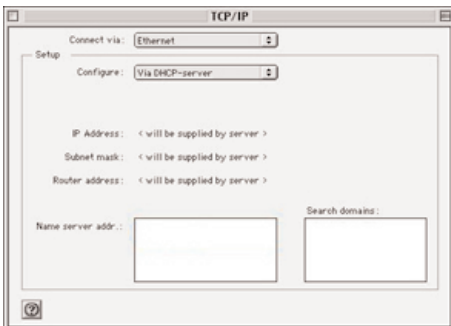 TCP/IP
Connect via: Ethernet
Setup
Configure: Via DHCP-server
IP Address: < will be supplied by server >
Subnet mask: < will be supplied by server >
Router address: < will be supplied by server >
Search domains:
Name server addr.:
?